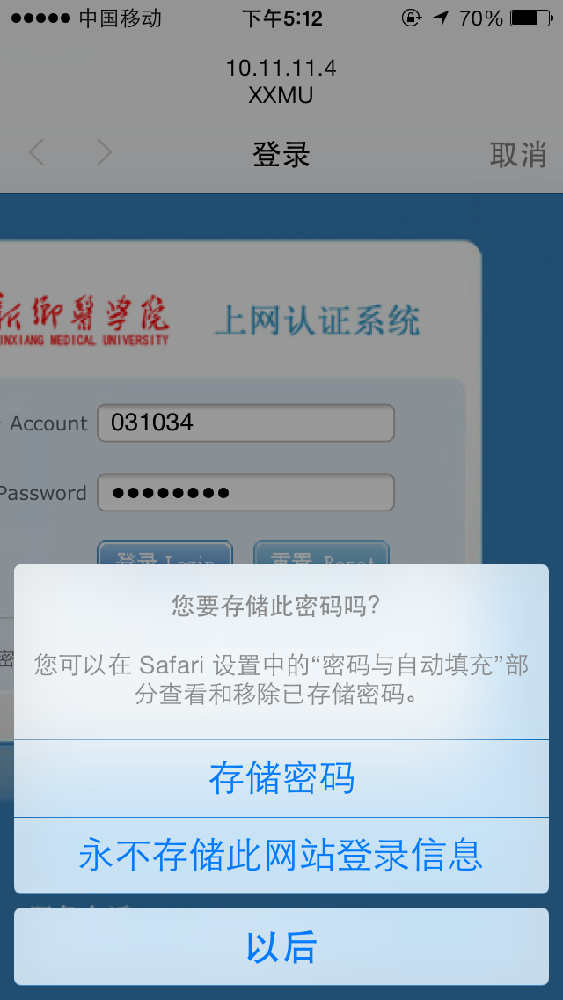 中国移动 下午5:12 70%
10.11.11.4
XXMU
登录 取消
新乡医学院 上网认证系统
INXIANG MEDICAL UNIVERSITY
Account 031034
Password ••••••••
登录 Login 重置 Reset
您要存储此密码吗?
密
您可以在 Safari 设置中的“密码与自动填充”部
分查看和移除已存储密码。
存储密码
永不存储此网站登录信息
以后